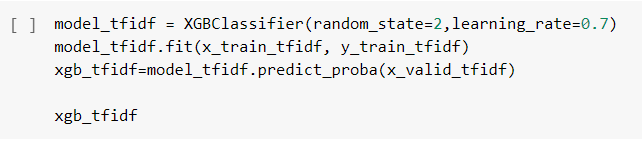 [ ] model_tfidf = XGBClassifier(random_state=2,learning_rate=0.7)
model_tfidf.fit(x_train_tfidf, y_train_tfidf)
xgb_tfidf=model_tfidf.predict_proba(x_valid_tfidf)
xgb_tfidf